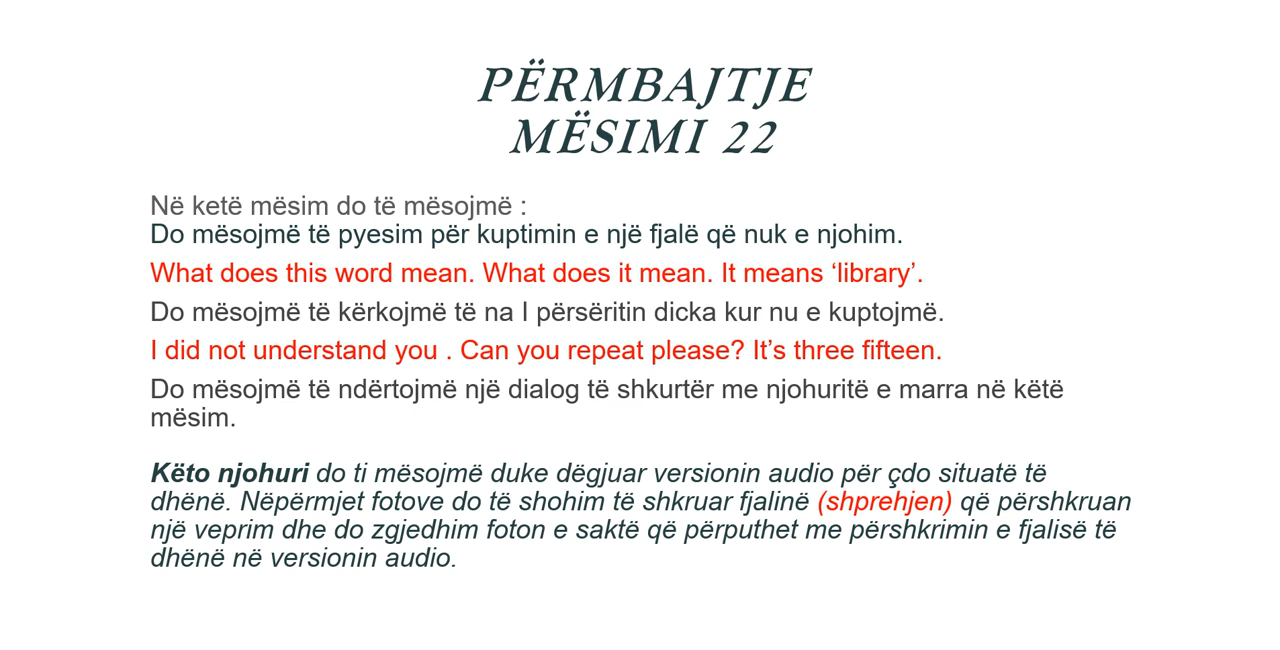 PËRMBAJTJE
MËSIMI 22
Në ketë mësim do të mësojmë :
Do mësojmë të pyesim për kuptimin e një fjalë që nuk e njohim.
What does this word mean. What does it mean. It means ‘library’.
Do mësojmë të kërkojmë të na I përsëritin dicka kur nu e kuptojmë.
I did not understand you . Can you repeat please? It’s three fifteen.
Do mësojmë të ndërtojmë një dialog të shkurtër me njohuritë e marra në këtë
mësim.
Këto njohuri do ti mësojmë duke dëgjuar versionin audio për çdo situatë të
dhënë. Nëpërmjet fotove do të shohim të shkruar fjalinë (shprehjen) që përshkruan
një veprim dhe do zgjedhim foton e saktë që përputhet me përshkrimin e fjalisë të
dhënë në versionin audio.